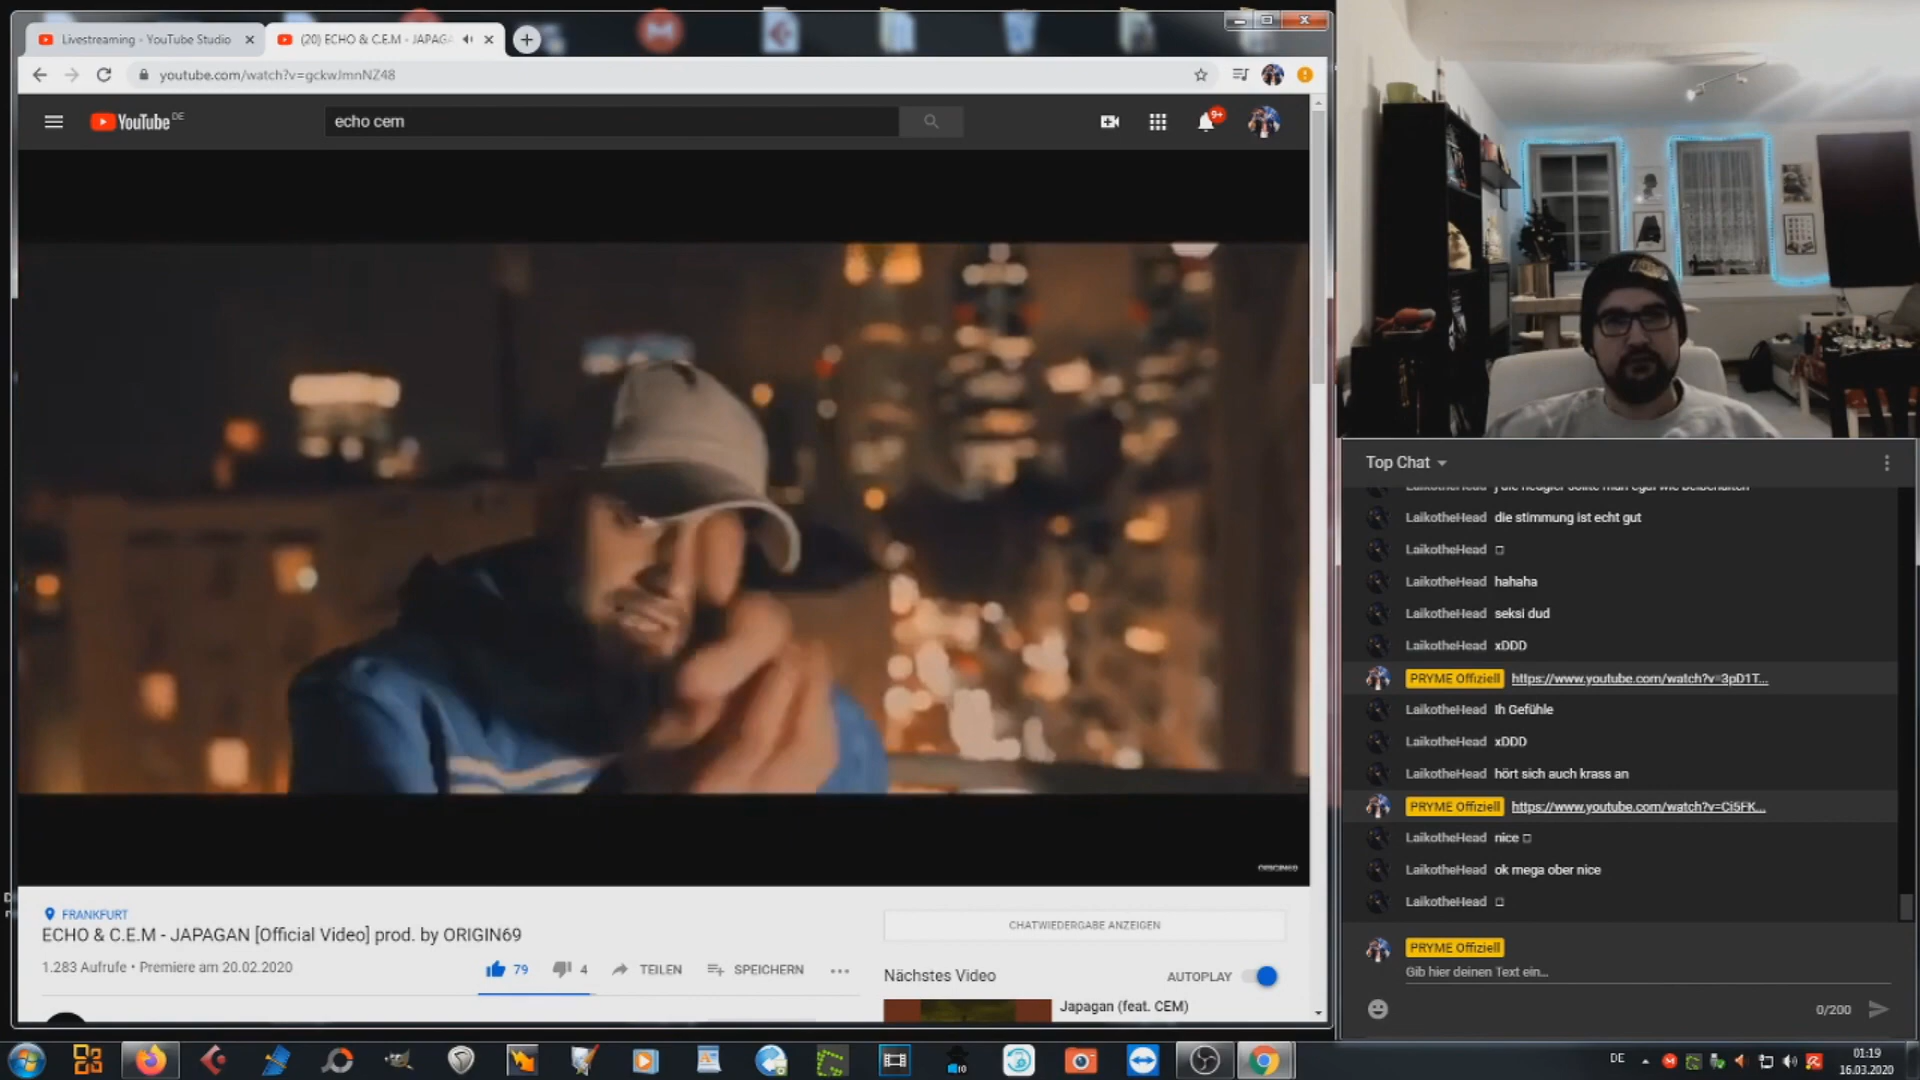 Livestreaming - YouTube Studio
(20) ECHO & C.E.M - JAPAGA
youtube.com/watch?v=gckwJmnNZ48
YouTube DE
echo cem
9+
ORIGIN69
FRANKFURT
ECHO & C.E.M - JAPAGAN [Official Video] prod. by ORIGIN69
1.283 Aufrufe • Premiere am 20.02.2020
79
4
TEILEN
SPEICHERN
CHATWIEDERGABE ANZEIGEN
Nächstes Video
AUTOPLAY
Japagan (feat. CEM)
Top Chat
LaikotheHead die stimmung ist echt gut
LaikotheHead
LaikotheHead hahaha
LaikotheHead seksi dud
LaikotheHead xDDD
PRYME Offiziell https://www.youtube.com/watch?v=3pD1T...
LaikotheHead Ih Gefühle
LaikotheHead xDDD
LaikotheHead hört sich auch krass an
PRYME Offiziell https://www.youtube.com/watch?v=Ci5FK...
LaikotheHead nice
LaikotheHead ok mega ober nice
LaikotheHead
PRYME Offiziell
Gib hier deinen Text ein...
0/200
DE
01:19
16.03.2020